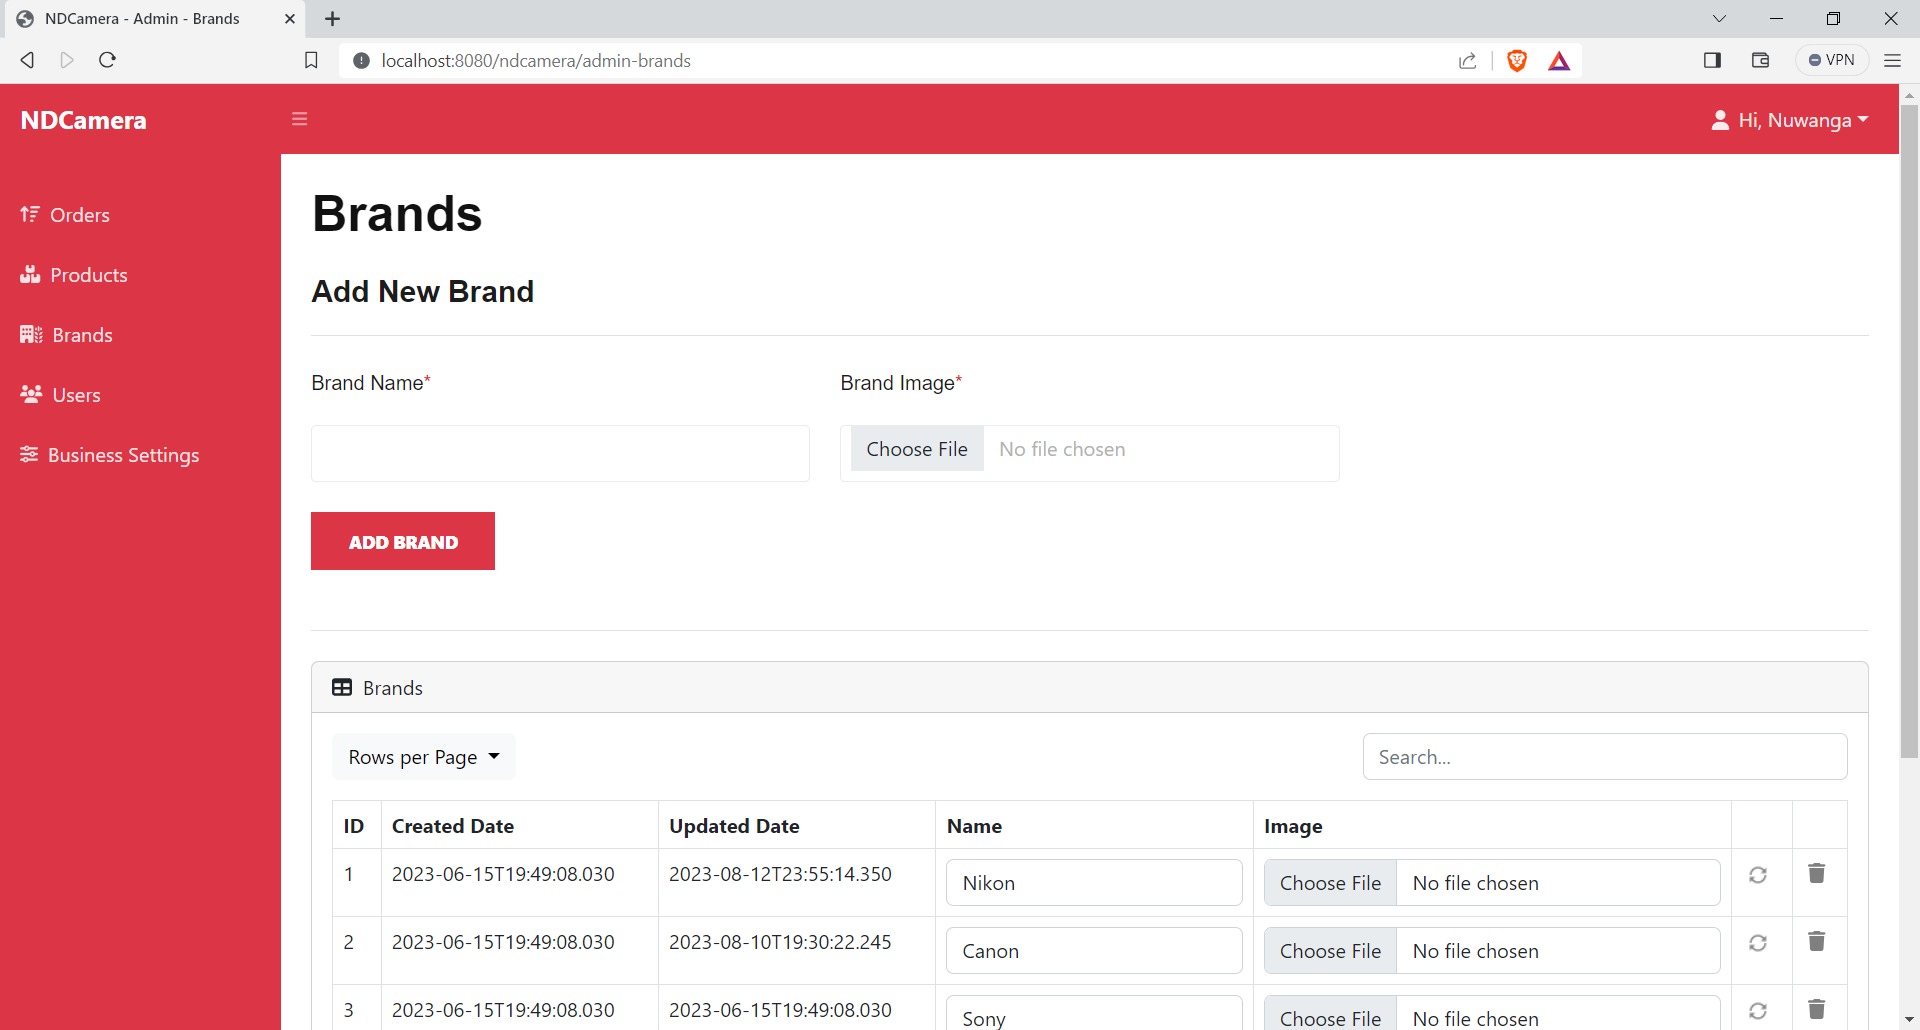 NDCamera - Admin - Brands
localhost:8080/ndcamera/admin-brands
VPN
NDCamera
Hi, Nuwanga
Orders
Products
Brands
Users
Business Settings
Brands
Add New Brand
Brand Name*
Brand Image*
Choose File No file chosen
ADD BRAND
Brands
Rows per Page
Search...
ID Created Date Updated Date Name Image
1 2023-06-15T19:49:08.030 2023-08-12T23:55:14.350 Nikon Choose File No file chosen
2 2023-06-15T19:49:08.030 2023-08-10T19:30:22.245 Canon Choose File No file chosen
3 2023-06-15T19:49:08.030 2023-06-15T19:49:08.030 Sony Choose File No file chosen